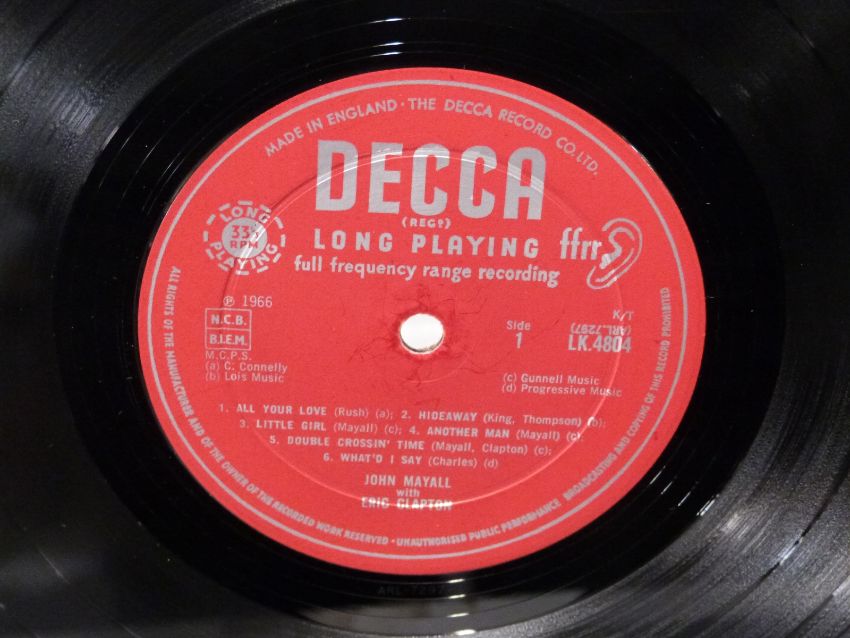 MADE IN ENGLAND · THE DECCA RECORD CO. LTD.
DECCA
(REGD)
LONG PLAYING
ffrr
full frequency range recording
LONG
33⅓
RPM
PLAYING
℗ 1966
N.C.B.
B.I.E.M.
M.C.P.S.
(a) C. Connelly
(b) Lois Music
Side
1
T/K
(ARL.7297)
LK.4804
(c) Gunnell Music
(d) Progressive Music
1. ALL YOUR LOVE (Rush) (a); 2. HIDEAWAY (King, Thompson) (b);
3. LITTLE GIRL (Mayall) (c); 4. ANOTHER MAN (Mayall) (c);
5. DOUBLE CROSSIN' TIME (Mayall, Clapton) (c);
6. WHAT'D I SAY (Charles) (d)
JOHN MAYALL
with
ERIC CLAPTON
ALL RIGHTS OF THE MANUFACTURER AND OF THE OWNER OF THE RECORDED WORK RESERVED · UNAUTHORISED PUBLIC PERFORMANCE BROADCASTING AND COPYING OF THIS RECORD PROHIBITED
ARL-7297